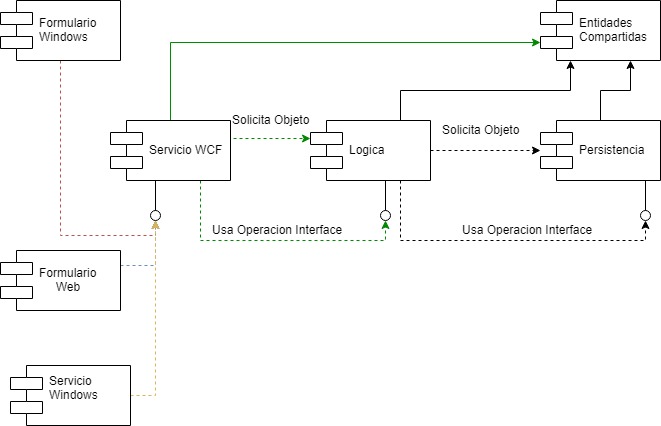 Formulario
Windows
Entidades
Compartidas
Solicita Objeto
Solicita Objeto
Servicio WCF
Logica
Persistencia
Usa Operacion Interface
Usa Operacion Interface
Formulario
Web
Servicio
Windows